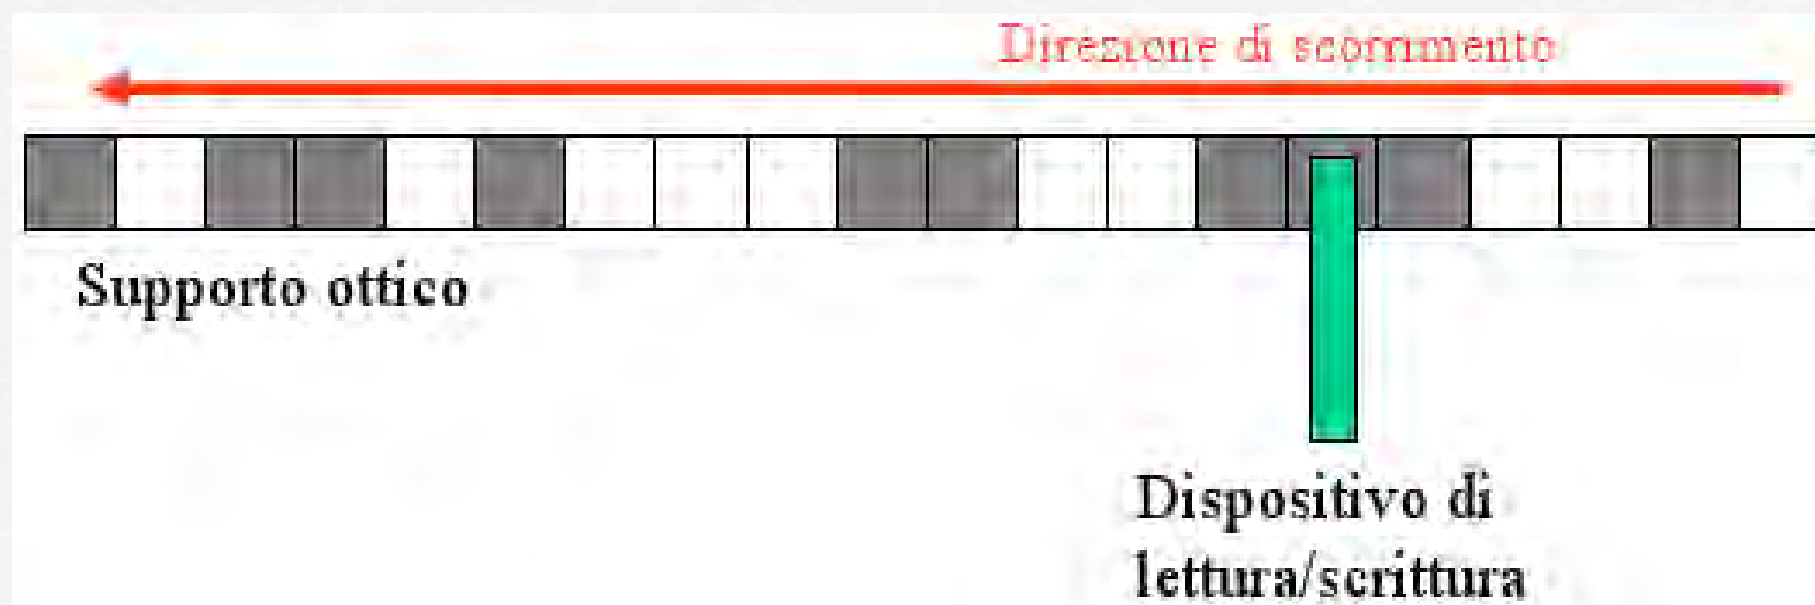 Direzione di scorrimento
Supporto ottico
Dispositivo di
lettura/scrittura